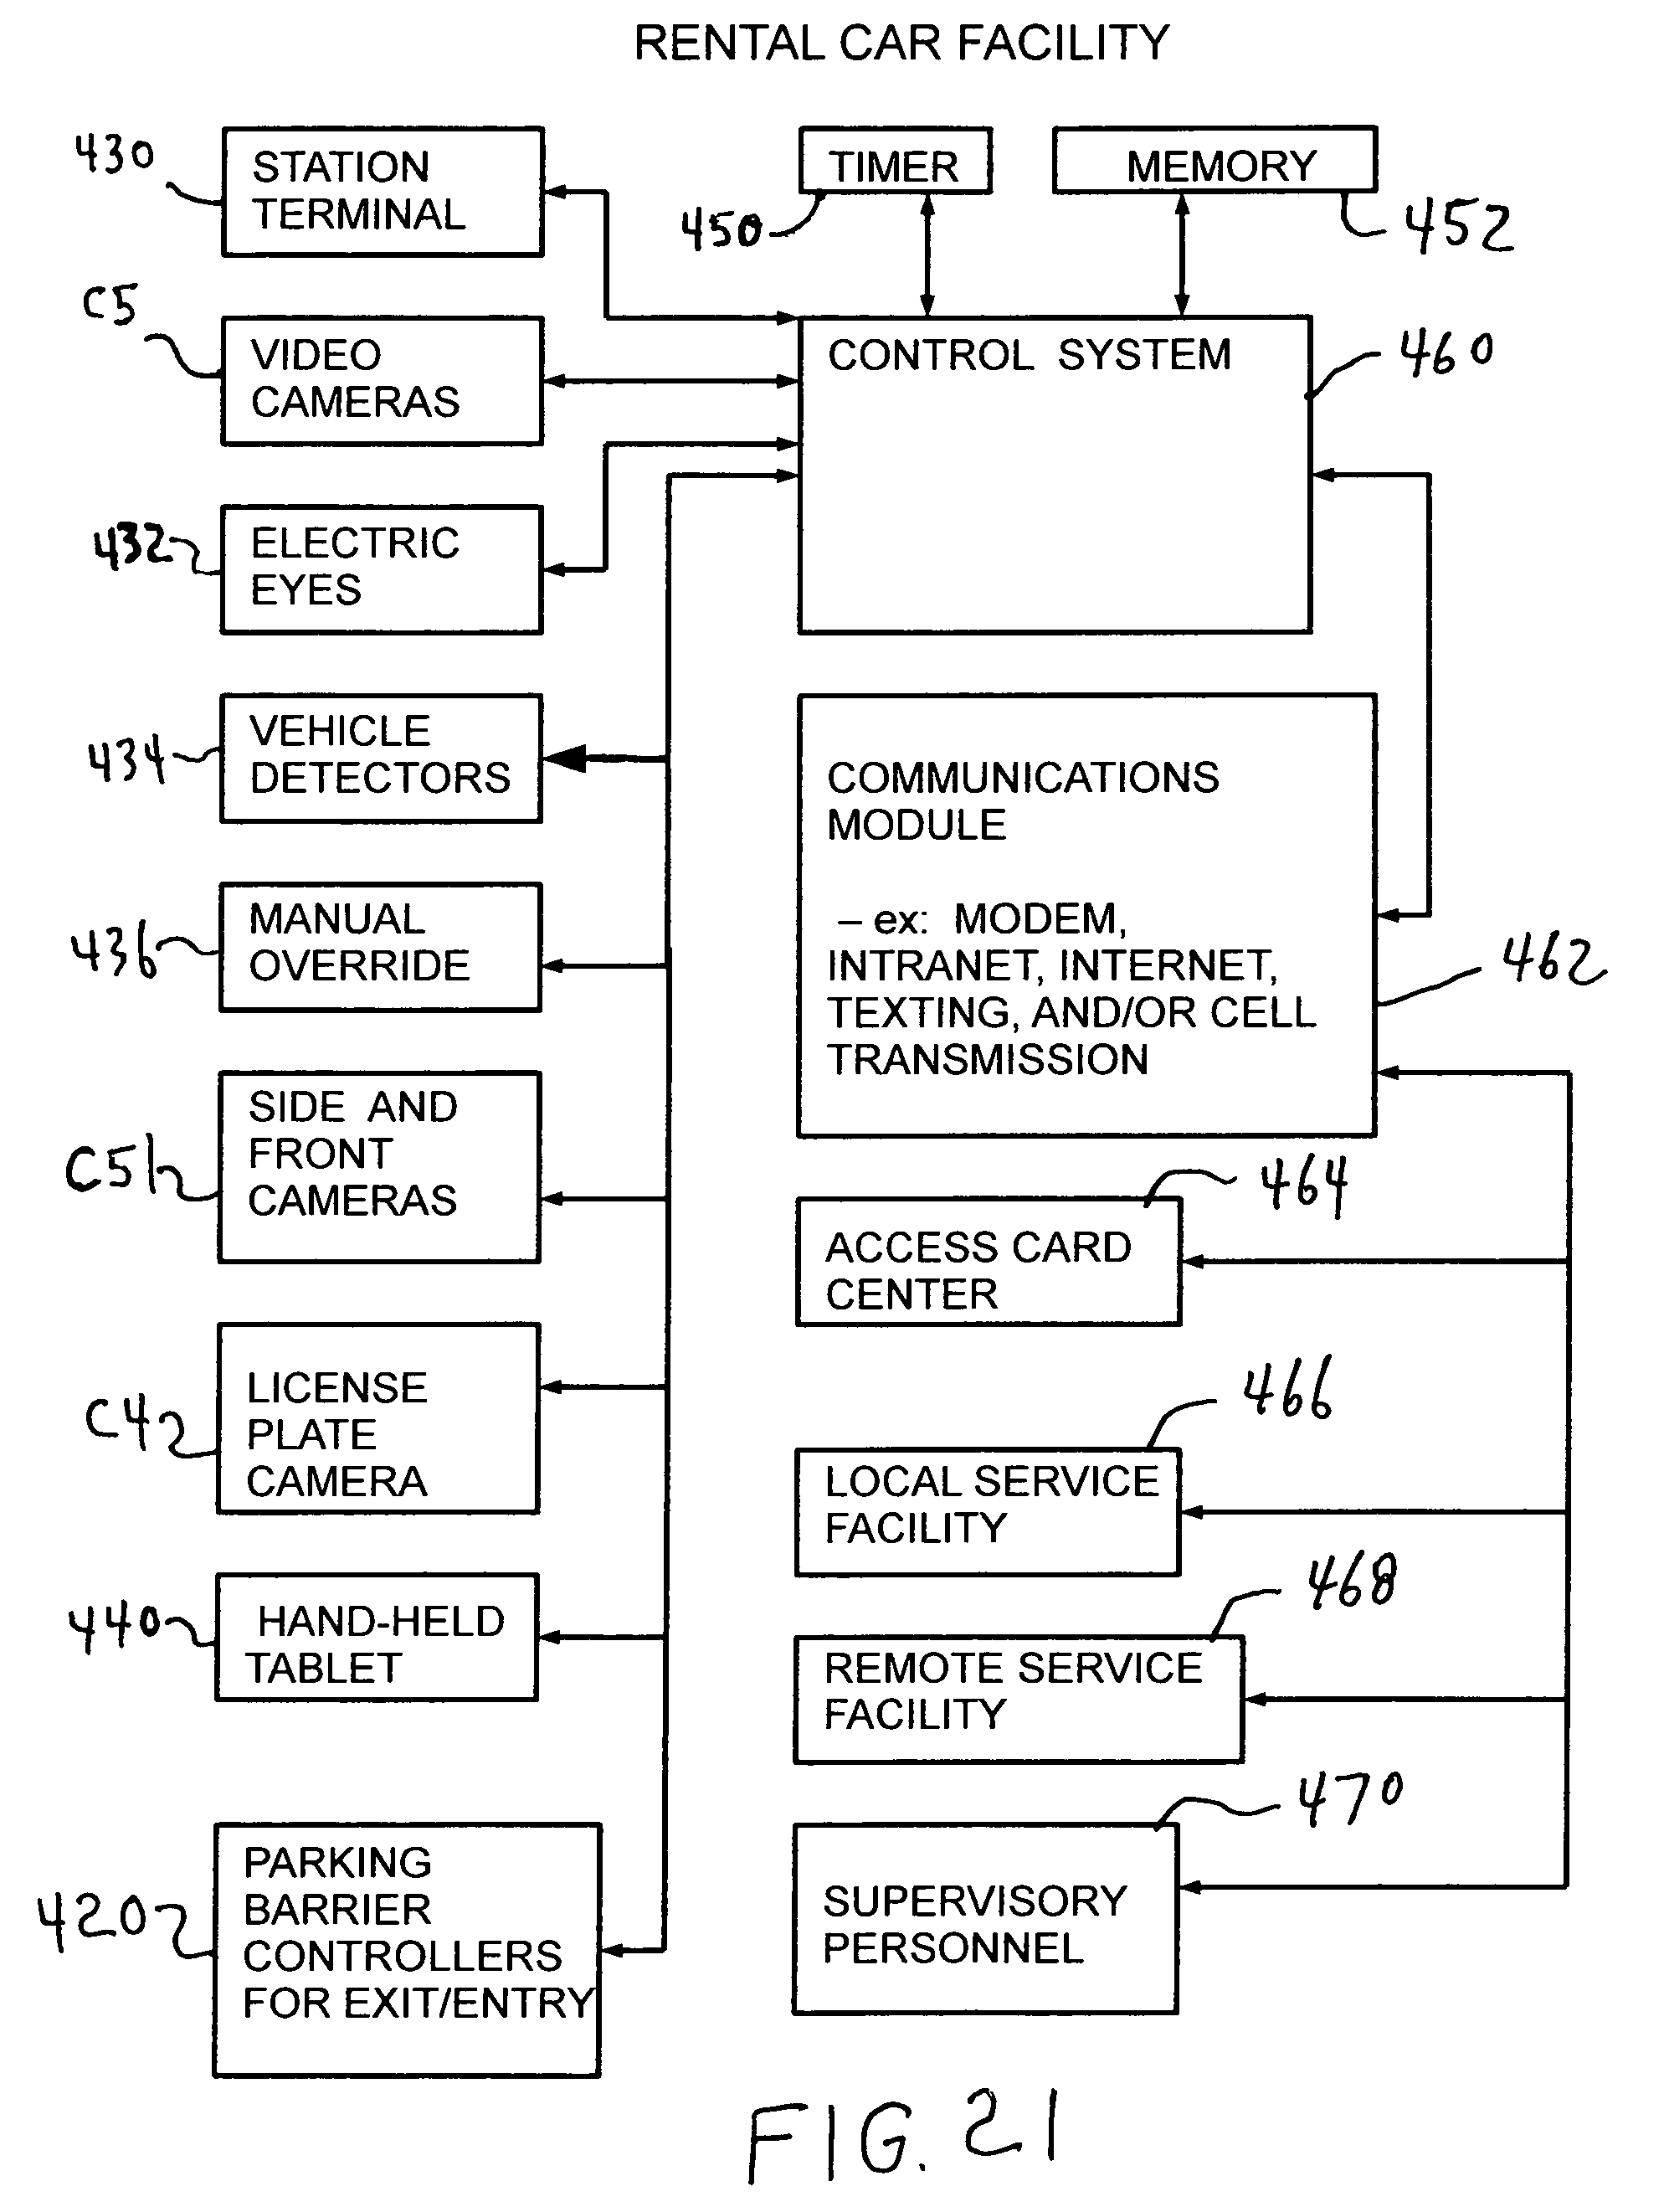 RENTAL CAR FACILITY
430
STATION
TERMINAL
TIMER
450
MEMORY
452
C5
VIDEO
CAMERAS
CONTROL SYSTEM
460
432
ELECTRIC
EYES
434
VEHICLE
DETECTORS
COMMUNICATIONS
MODULE
– ex: MODEM,
INTRANET, INTERNET,
TEXTING, AND/OR CELL
TRANSMISSION
462
436
MANUAL
OVERRIDE
C51
SIDE AND
FRONT
CAMERAS
464
ACCESS CARD
CENTER
C4
LICENSE
PLATE
CAMERA
466
LOCAL SERVICE
FACILITY
440
HAND-HELD
TABLET
468
REMOTE SERVICE
FACILITY
420
PARKING
BARRIER
CONTROLLERS
FOR EXIT/ENTRY
470
SUPERVISORY
PERSONNEL
FIG. 21